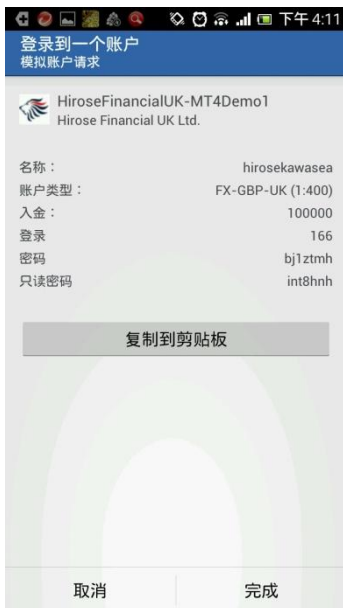 下午 4:11
登录到一个账户
模拟账户请求
HiroseFinancialUK-MT4Demo1
Hirose Financial UK Ltd.
名称： hirosekawasea
账户类型： FX-GBP-UK (1:400)
入金： 100000
登录 166
密码 bj1ztmh
只读密码 int8hnh
复制到剪贴板
取消 完成